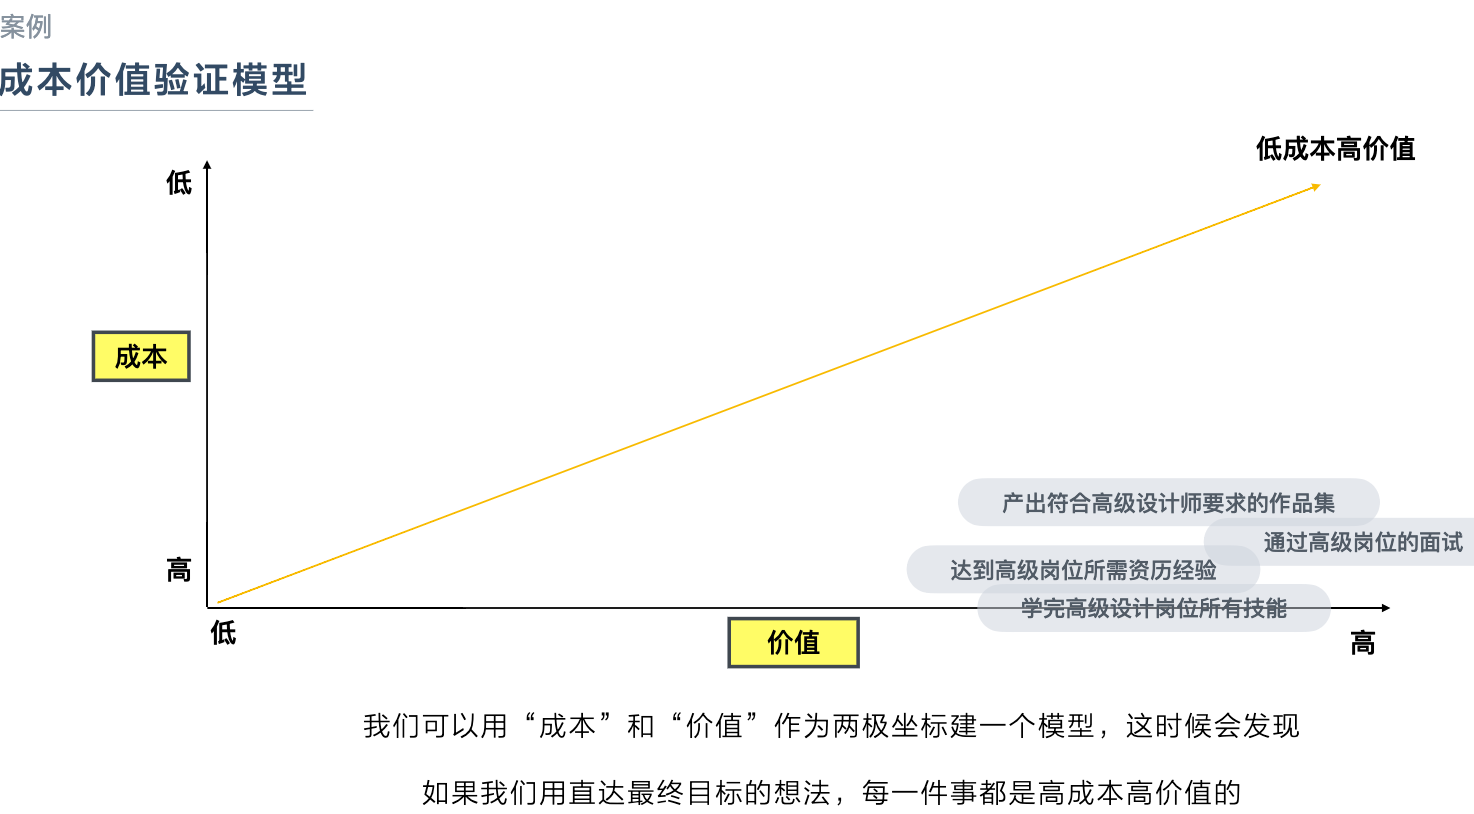 案例
成本价值验证模型
低成本高价值
低
成本
产出符合高级设计师要求的作品集
通过高级岗位的面试
高
达到高级岗位所需资历经验
学完高级设计岗位所有技能
低
价值
高
我们可以用“成本”和“价值”作为两极坐标建一个模型，这时候会发现
如果我们用直达最终目标的想法，每一件事都是高成本高价值的